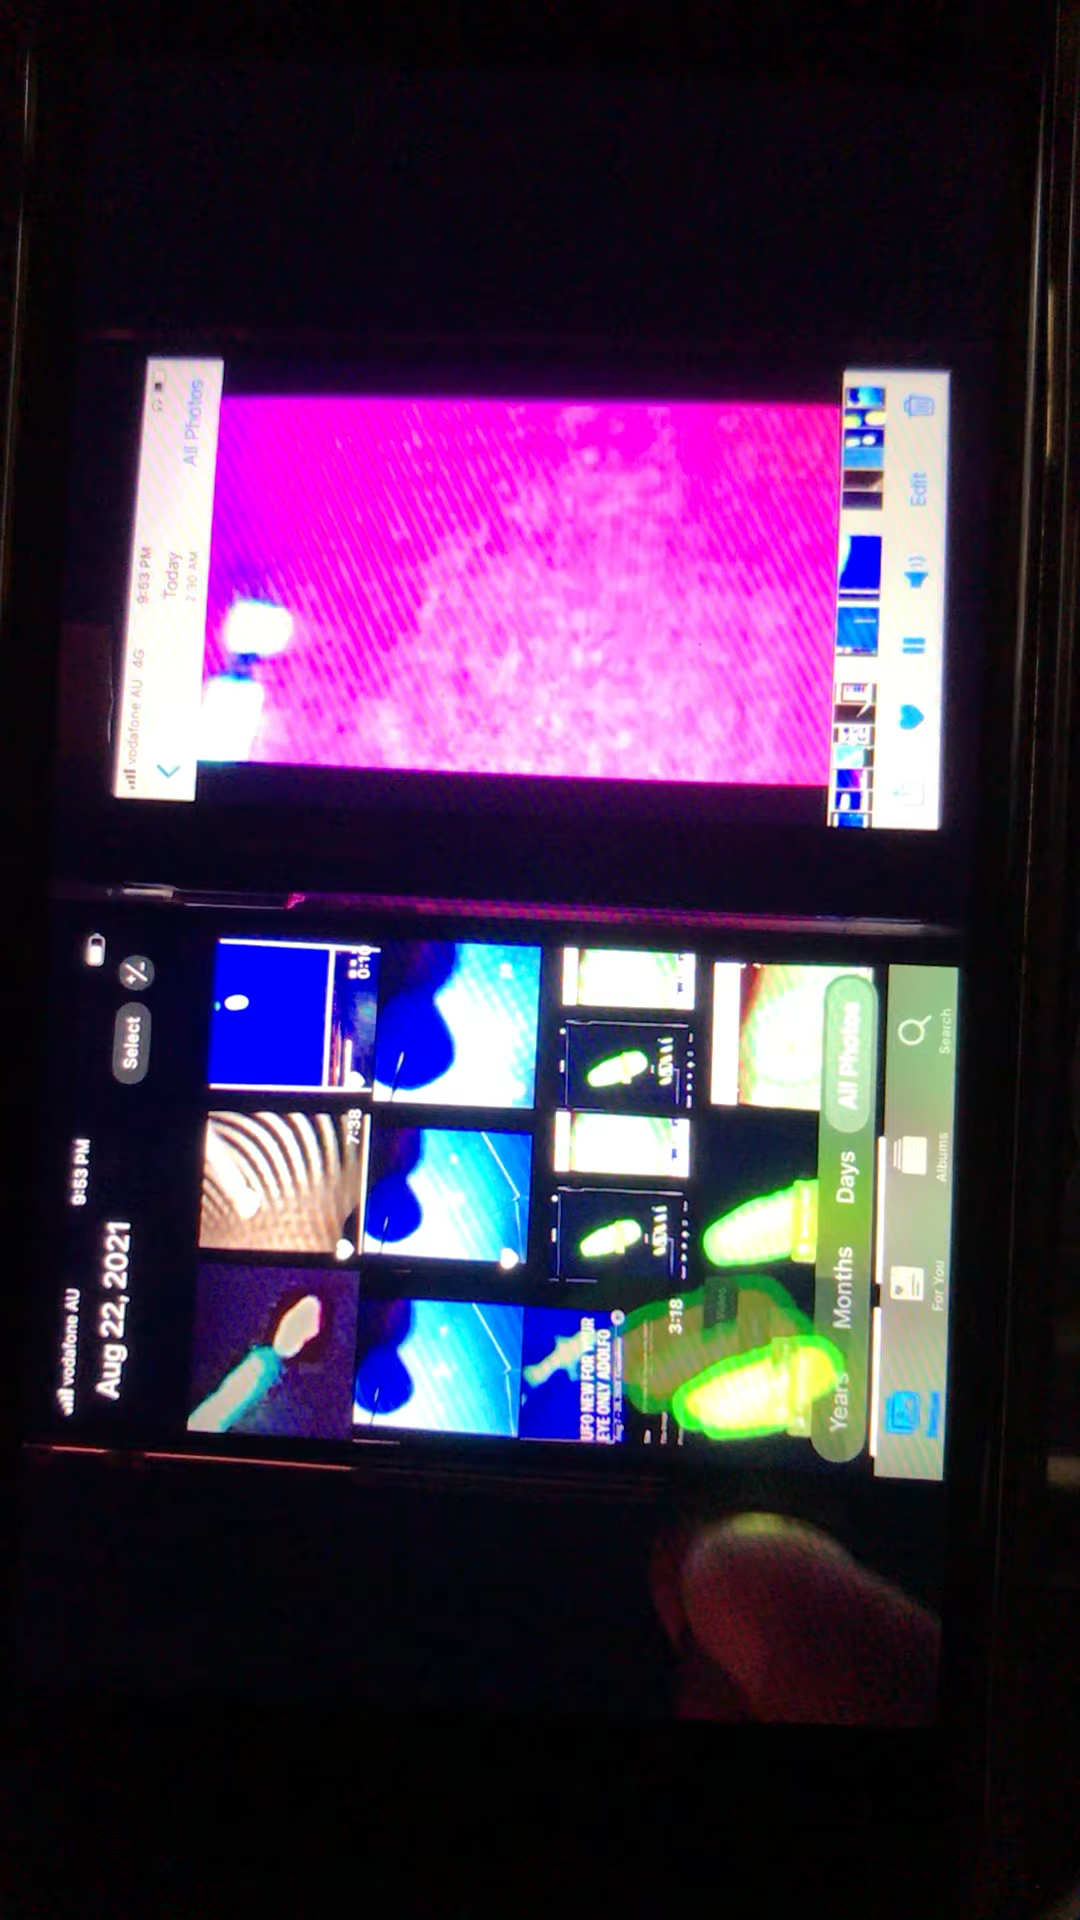 vodafone AU 4G 9:53 PM
Today
2:30 AM
All Photos
Edit
vodafone AU 9:53 PM
Aug 22, 2021
Select
7:38
UFO NEW FOR YOUR
EYE ONLY ADOLFO
3:18
Years Months Days All Photos
For You Albums Search